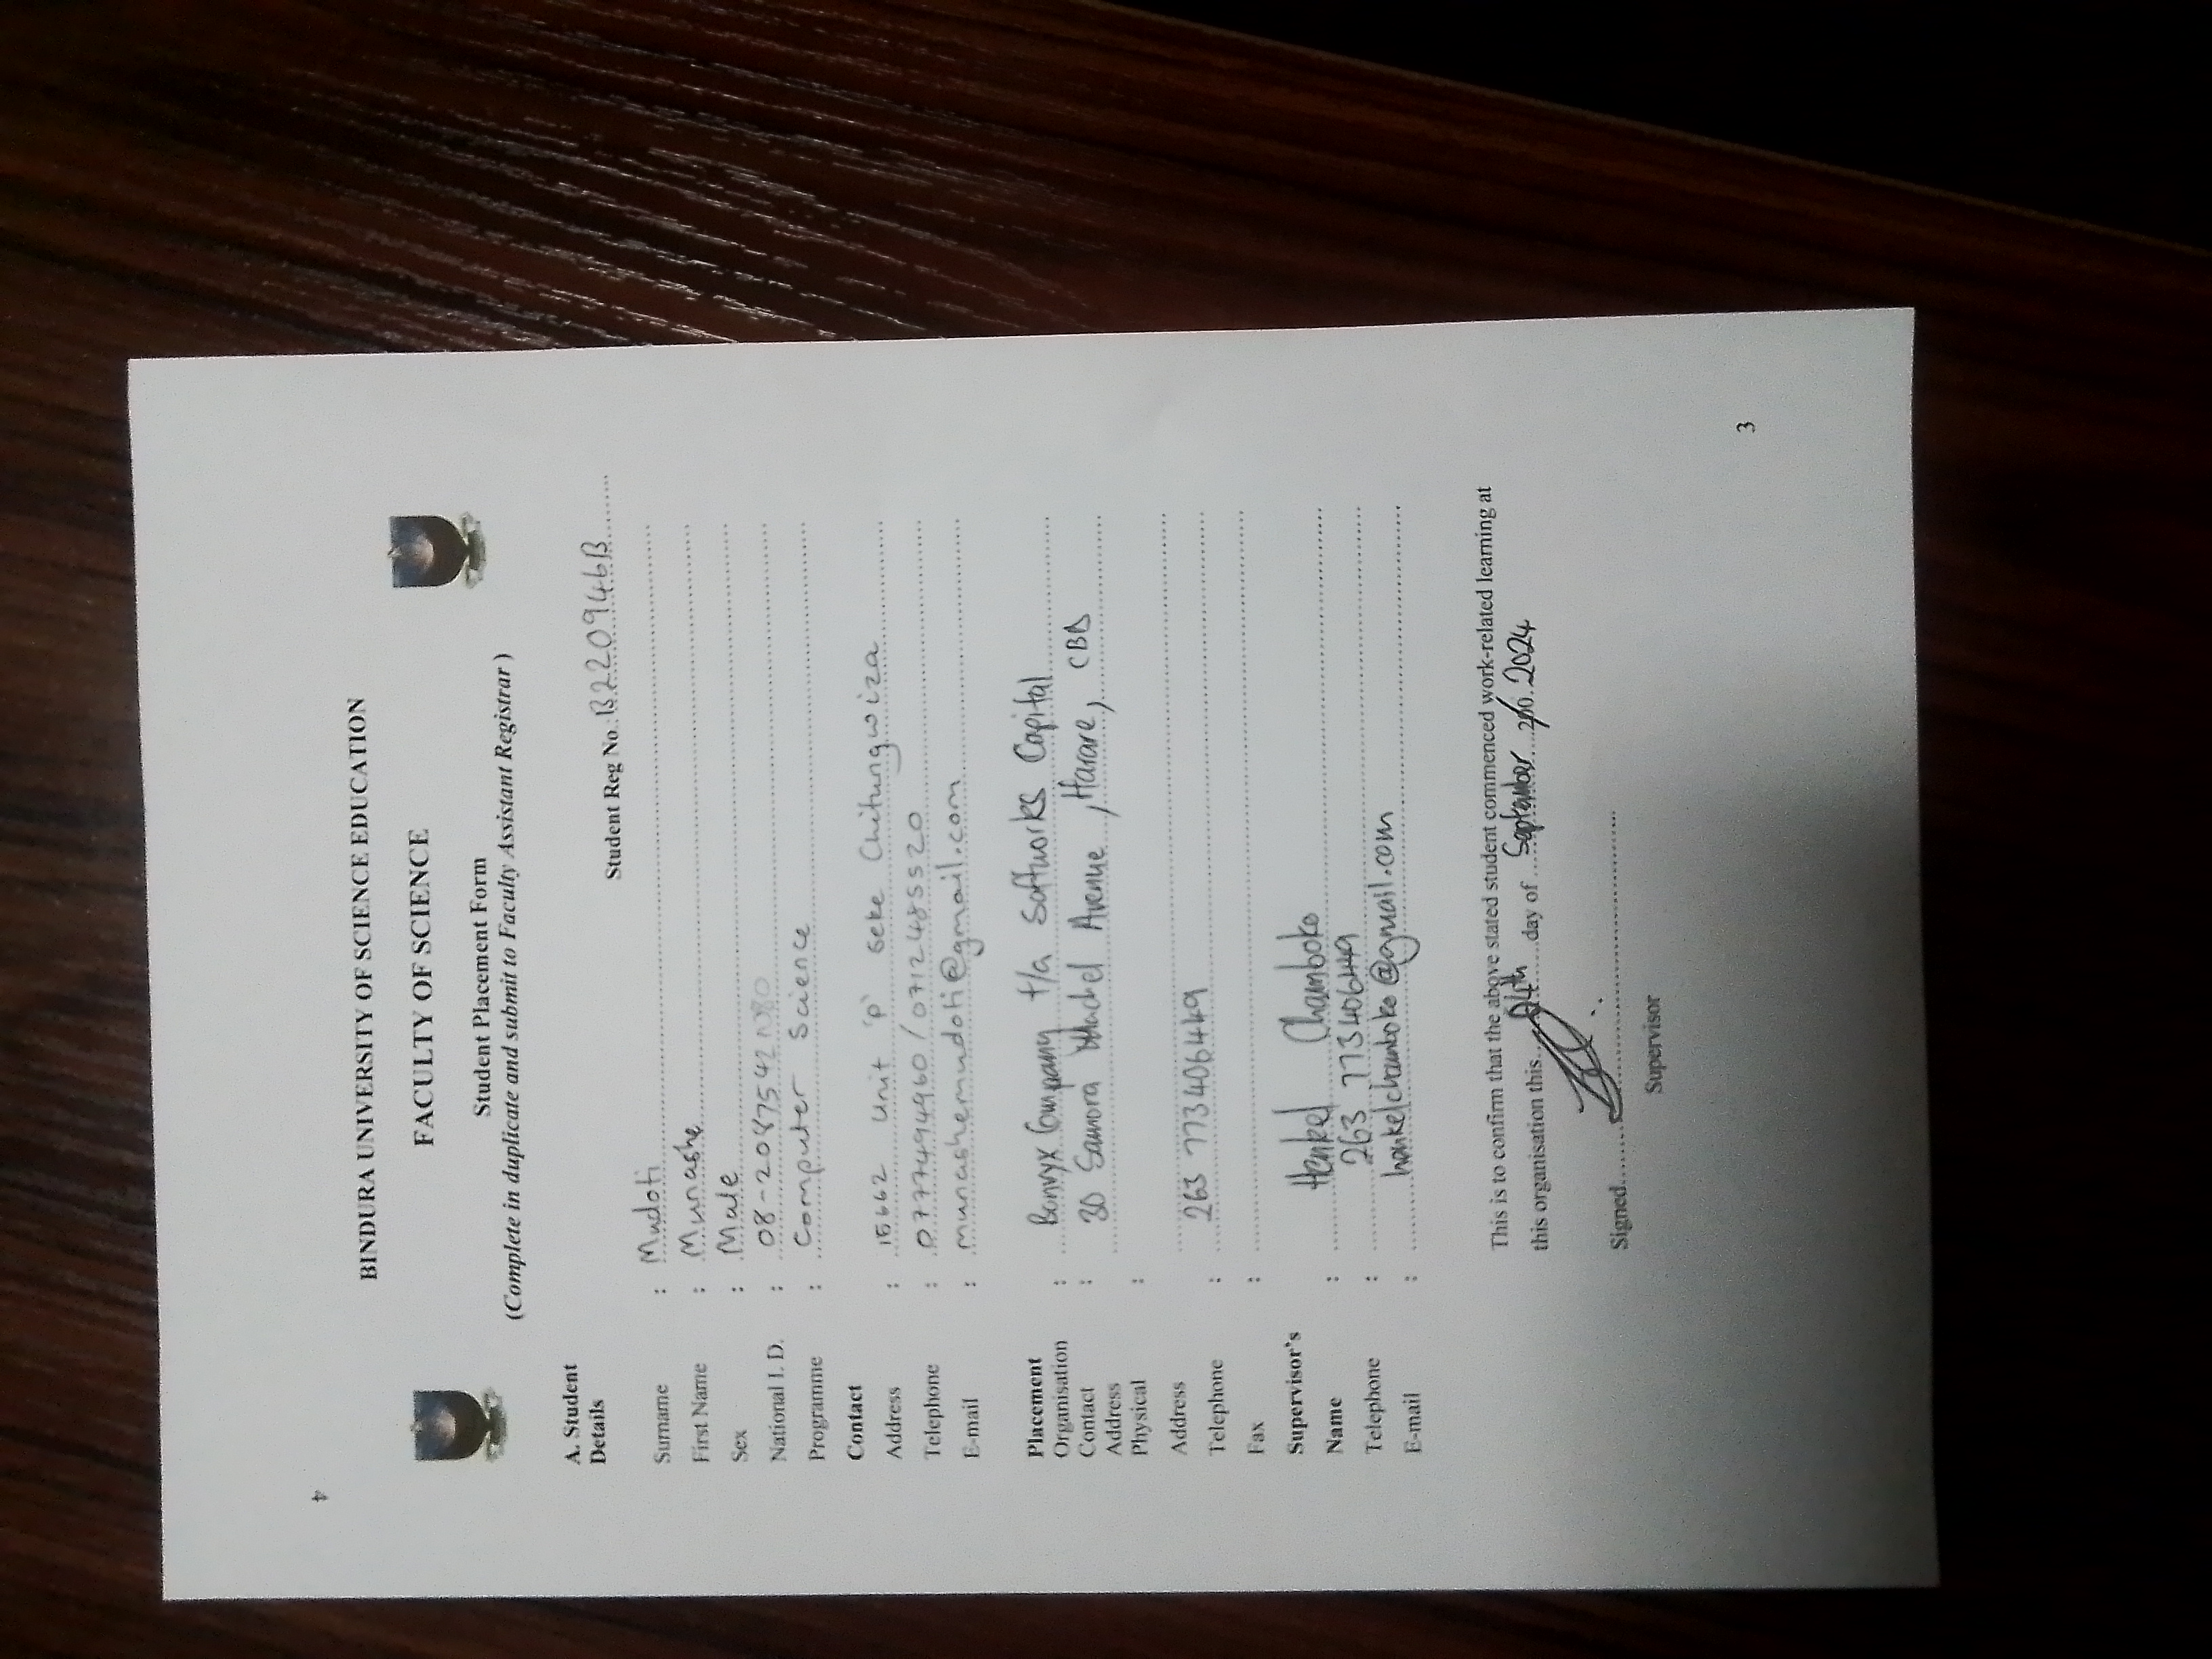 4
BINDURA UNIVERSITY OF SCIENCE EDUCATION
FACULTY OF SCIENCE
Student Placement Form
(Complete in duplicate and submit to Faculty Assistant Registrar )
A. Student
Details
Student Reg No.: B220946B
Surname : Mudoti
First Name : Munashe
Sex : Male
National I. D. : 08-2087542
Programme : Computer Science
Contact
Address : 15662 Unit 'P' Seke Chitungwiza
Telephone : 0777494960 / 0712485520
E-mail : munashemudoti@gmail.com
Placement
Organisation : Bonvyx Company t/a Softworks Capital
Contact : 30 Samora Machel Avenue, Harare, CBD
Address
Physical :
Address
Telephone : 263 773406449
Fax :
Supervisor's
Name : Henkel Chamboko
Telephone : 263 773406449
E-mail : henkelchamboko@gmail.com
This is to confirm that the above stated student commenced work-related learning at
this organisation this 04th day of September 200 2024
Signed
Supervisor
3